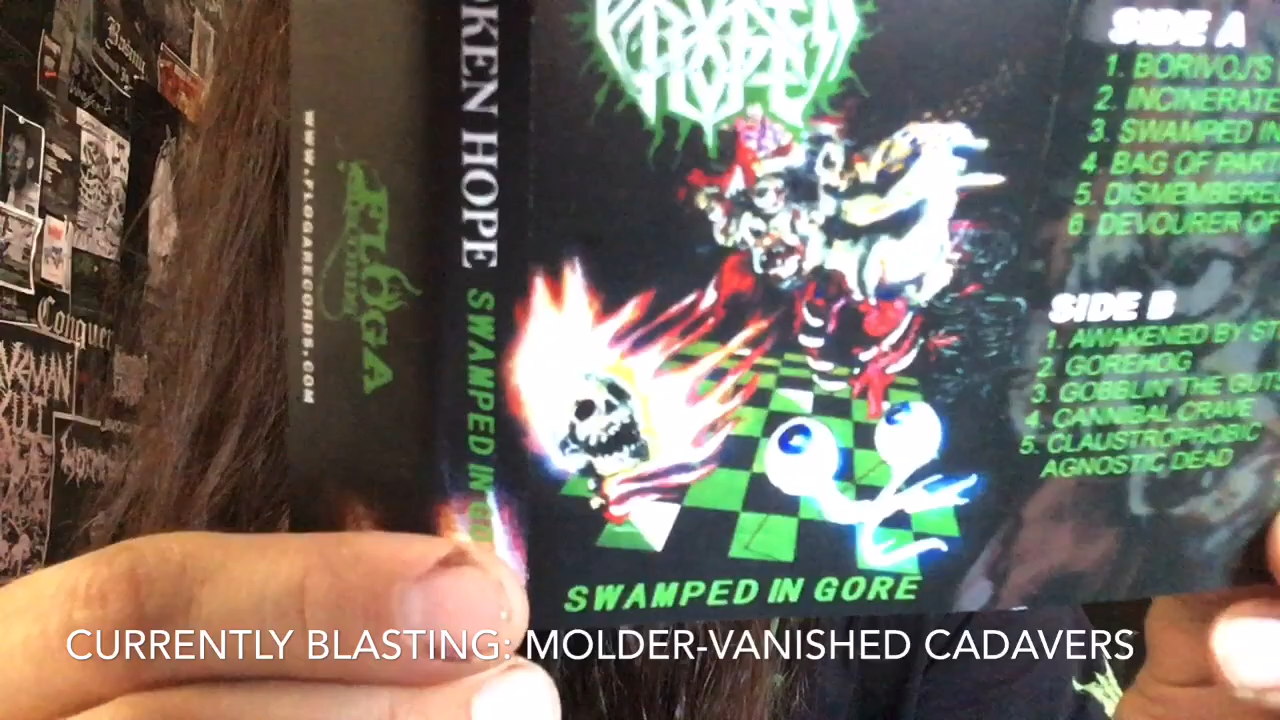 WWW.FLOGARECORDS.COM
FLOGA
KEN HOPE
SWAMPED IN
HOPE
SWAMPED IN GORE
SIDE A
1. BORIVOJ'S
2. INCINERATE
3. SWAMPED IN
4. BAG OF PART
5. DISMEMBERED
6 DEVOURER OF
SIDE B
1. AWAKENED BY ST
2. GOREHOG
3. GOBBLIN' THE GUTS
4. CANNIBAL CRAVE
5. CLAUSTROPHOBIC
AGNOSTIC DEAD
Conquer
CURRENTLY BLASTING: MOLDER-VANISHED CADAVERS